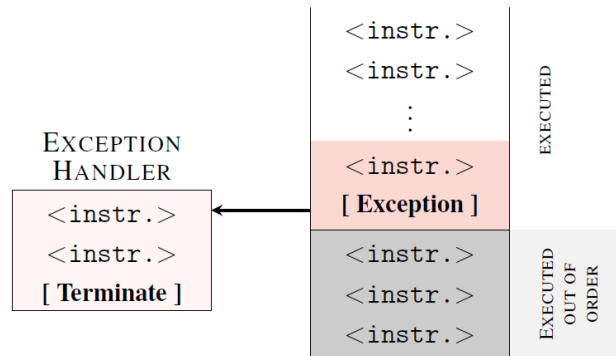 <instr.>
<instr.>
⋮
<instr.>
[ Exception ]
<instr.>
<instr.>
<instr.>
EXCEPTION
HANDLER
<instr.>
<instr.>
[ Terminate ]
EXECUTED
EXECUTED
OUT OF
ORDER